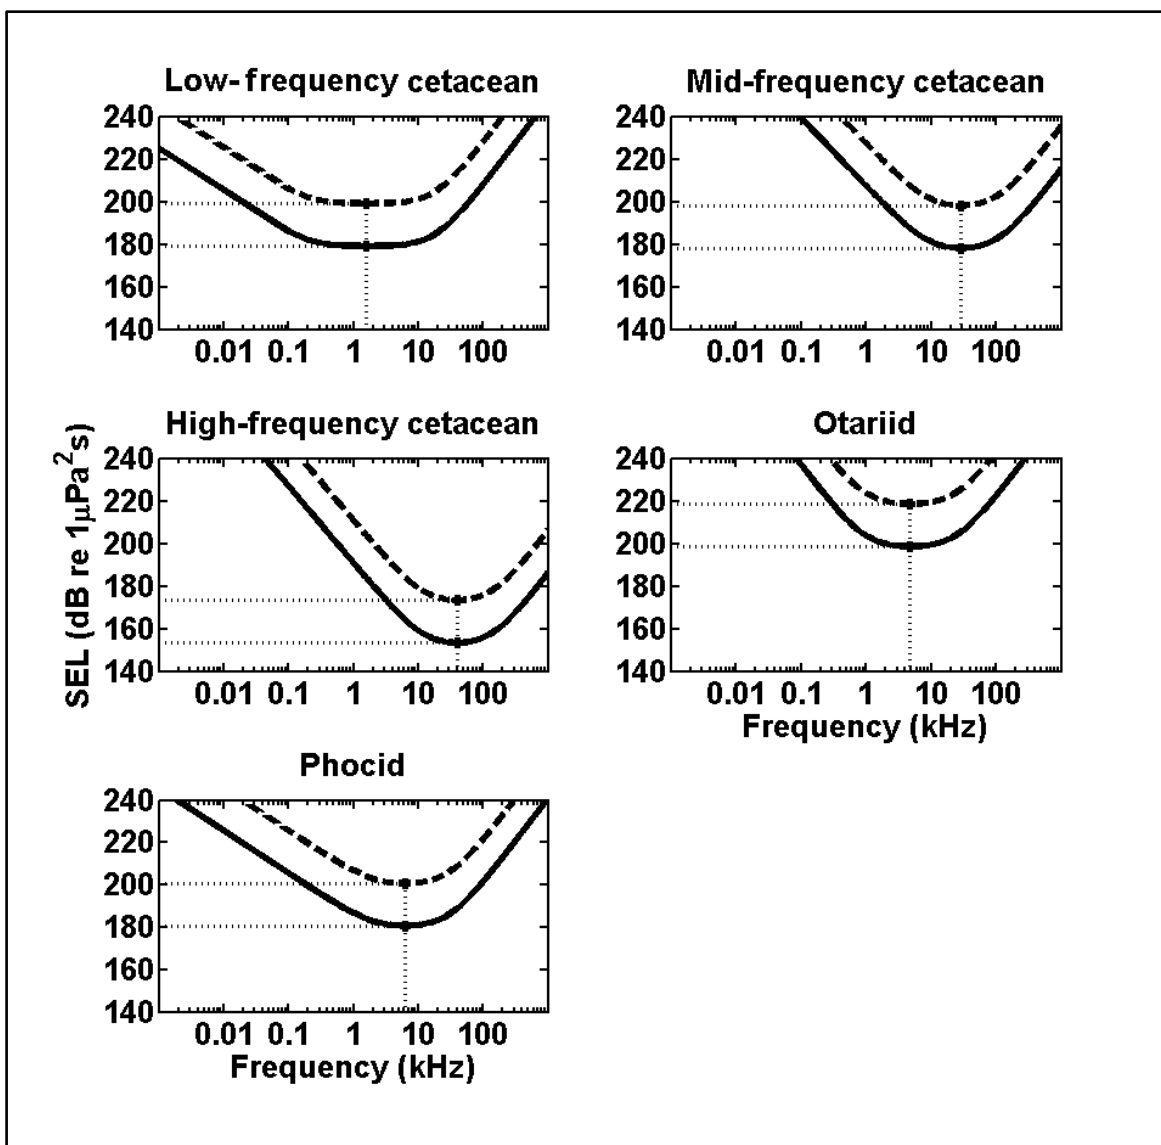 Low-frequency cetacean
240
220
200
180
160
140
0.01 0.1 1 10 100
Mid-frequency cetacean
240
220
200
180
160
140
0.01 0.1 1 10 100
SEL (dB re 1μPa²s)
High-frequency cetacean
240
220
200
180
160
140
0.01 0.1 1 10 100
Otariid
240
220
200
180
160
140
0.01 0.1 1 10 100
Frequency (kHz)
Phocid
240
220
200
180
160
140
0.01 0.1 1 10 100
Frequency (kHz)